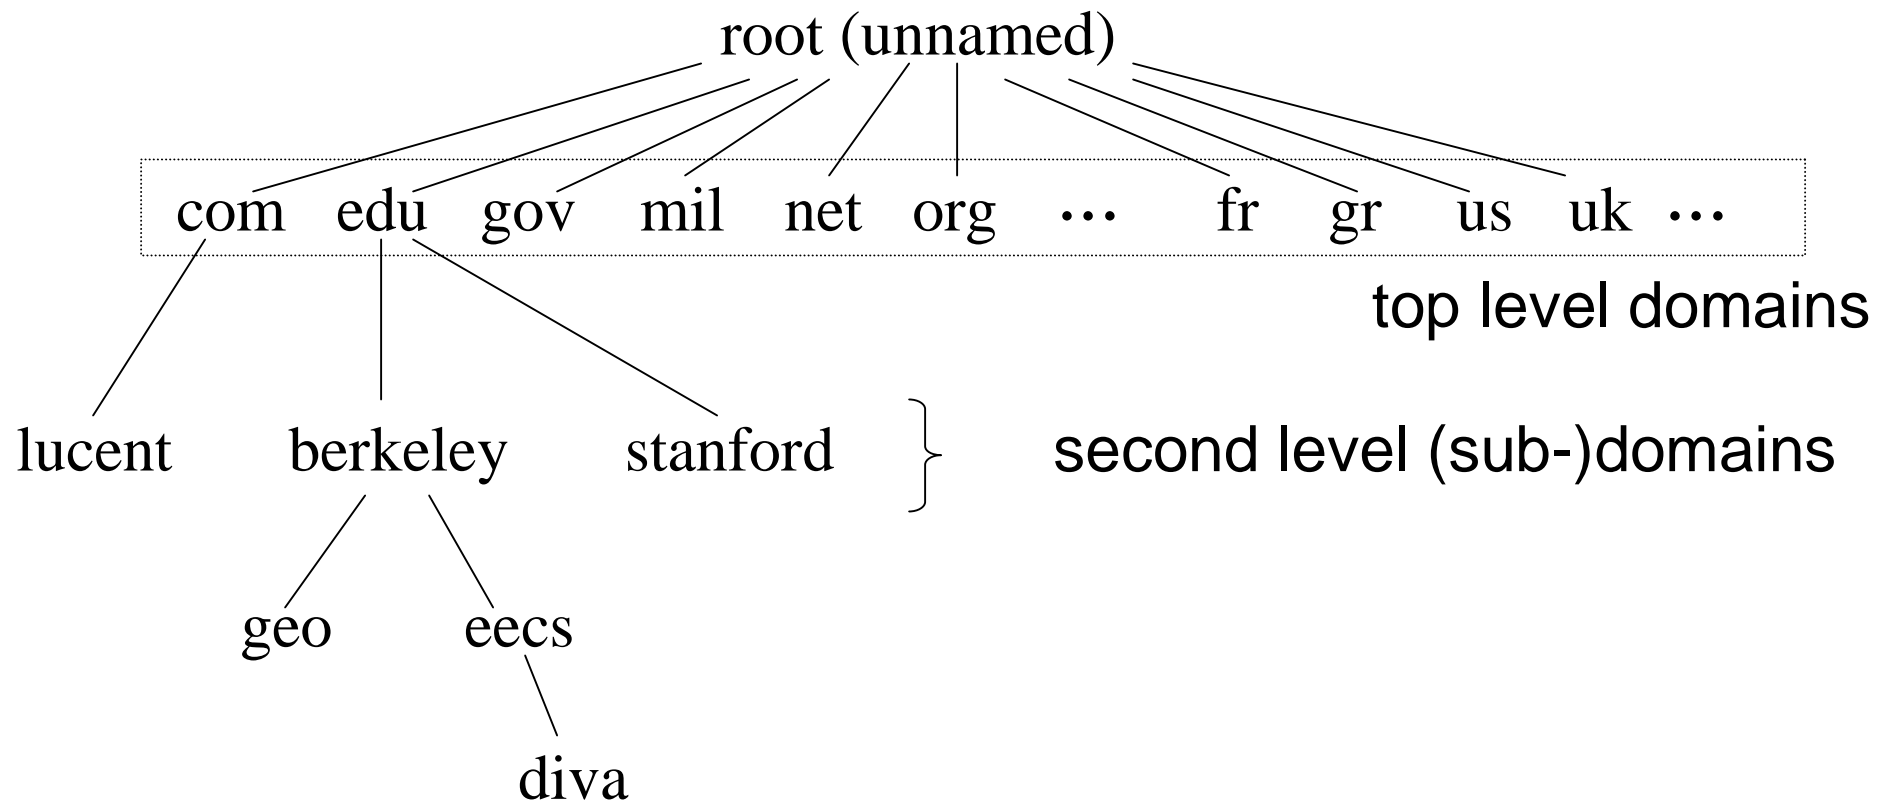 root (unnamed)
com edu gov mil net org ... fr gr us uk ...
top level domains
lucent berkeley stanford second level (sub-)domains
geo eecs
diva